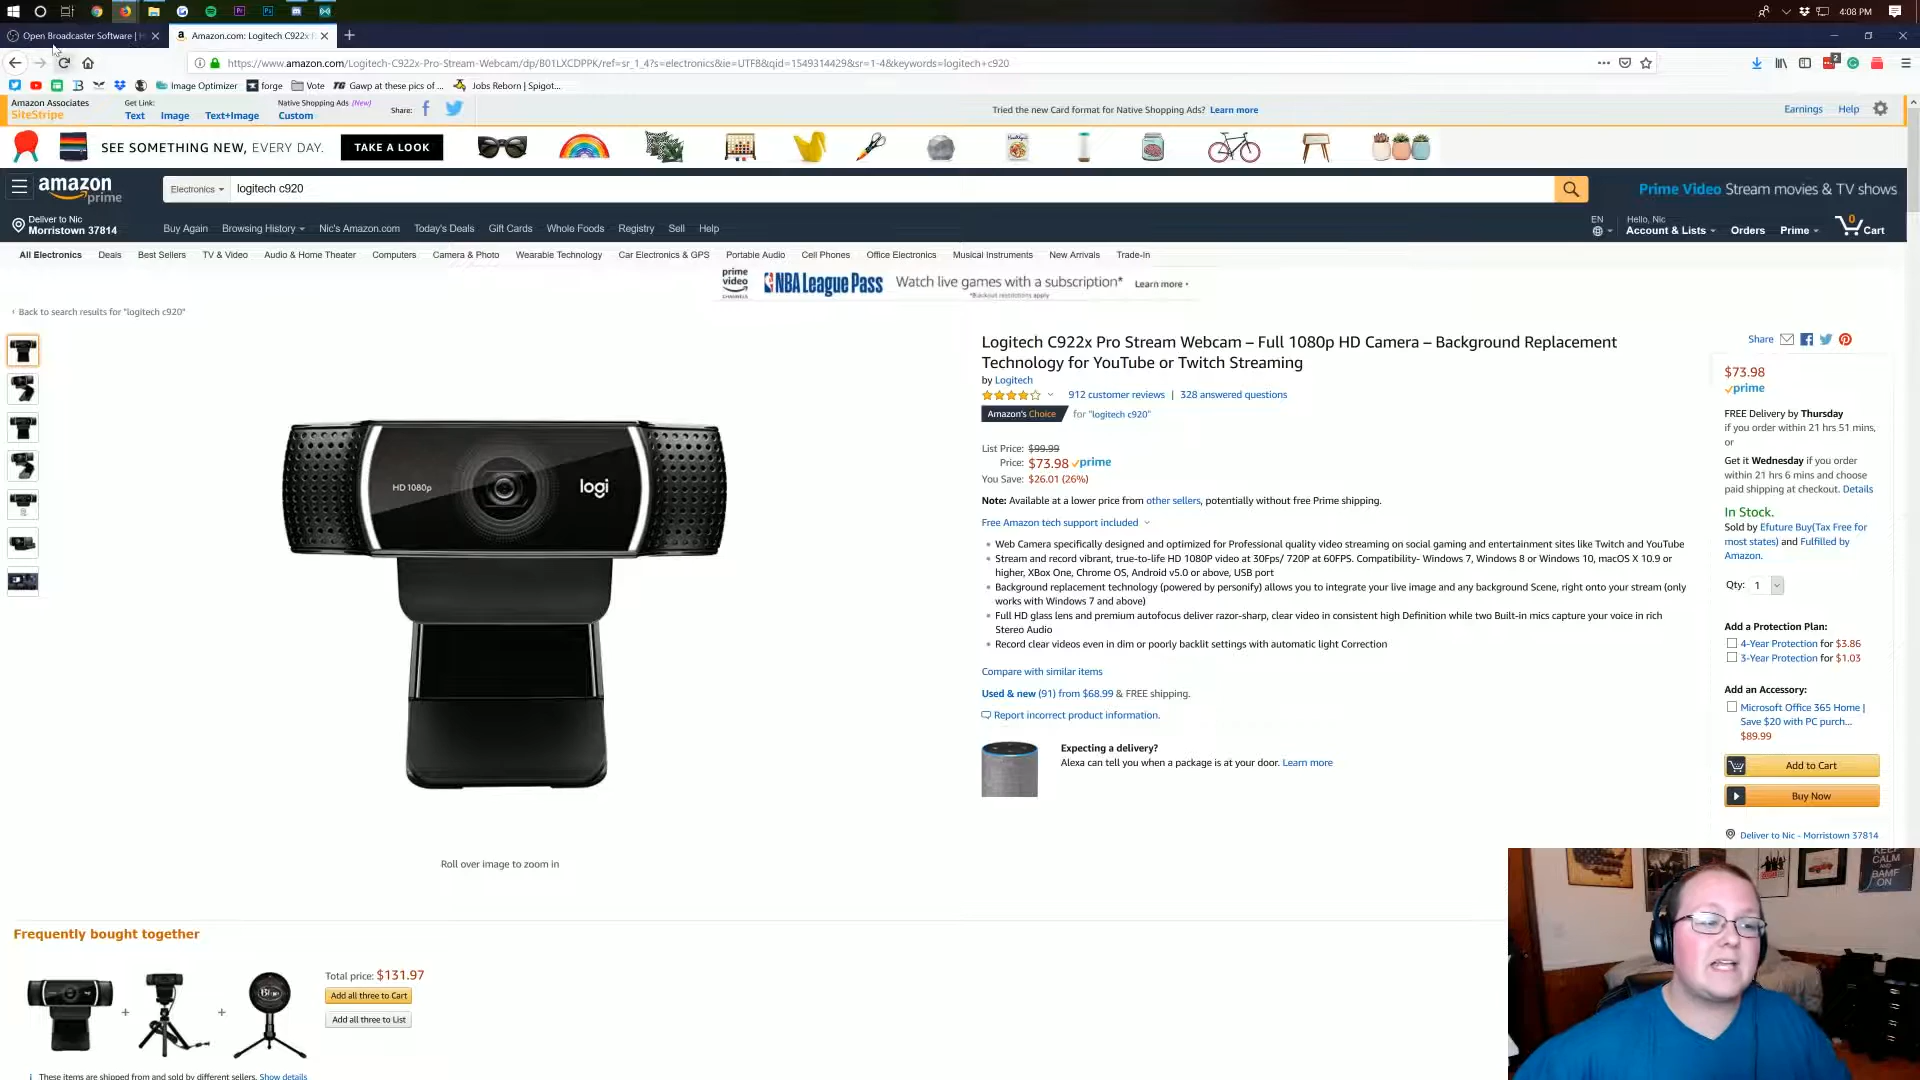 4:08 PM
Open Broadcaster Software |
Amazon.com: Logitech C922x
https://www.amazon.com/Logitech-C922x-Pro-Stream-Webcam/dp/B01LXCDPPK/ref=sr_1_4?s=electronics&ie=UTF8&qid=1549314429&sr=1-4&keywords=logitech+c920
Image Optimizer forge Vote TG Gawp at these pics of ... Jobs Reborn | Spigot...
Amazon Associates
SiteStripe
Get Link:
Text Image Text+Image
Native Shopping Ads (New)
Custom
Share:
Tried the new Card format for Native Shopping Ads? Learn more
Earnings Help
SEE SOMETHING NEW, EVERY DAY. TAKE A LOOK
amazon
prime
Electronics logitech c920
Prime Video Stream movies & TV shows
Deliver to Nic
Morristown 37814
Buy Again Browsing History Nic's Amazon.com Today's Deals Gift Cards Whole Foods Registry Sell Help
EN
Hello, Nic
Account & Lists Orders Prime 0 Cart
All Electronics Deals Best Sellers TV & Video Audio & Home Theater Computers Camera & Photo Wearable Technology Car Electronics & GPS Portable Audio Cell Phones Office Electronics Musical Instruments New Arrivals Trade-In
prime video CHANNELS NBA LEAGUE PASS Watch live games with a subscription* Learn more
*Blackout restrictions apply
‹ Back to search results for "logitech c920"
HD 1080p logi
Roll over image to zoom in
Logitech C922x Pro Stream Webcam – Full 1080p HD Camera – Background Replacement
Technology for YouTube or Twitch Streaming
by Logitech
912 customer reviews | 328 answered questions
Amazon's Choice for "logitech c920"
List Price: $99.99
Price: $73.98 prime
You Save: $26.01 (26%)
Note: Available at a lower price from other sellers, potentially without free Prime shipping.
Free Amazon tech support included
• Web Camera specifically designed and optimized for Professional quality video streaming on social gaming and entertainment sites like Twitch and YouTube
• Stream and record vibrant, true-to-life HD 1080P video at 30Fps/ 720P at 60FPS. Compatibility- Windows 7, Windows 8 or Windows 10, macOS X 10.9 or
higher, XBox One, Chrome OS, Android v5.0 or above, USB port
• Background replacement technology (powered by personify) allows you to integrate your live image and any background Scene, right onto your stream (only
works with Windows 7 and above)
• Full HD glass lens and premium autofocus deliver razor-sharp, clear video in consistent high Definition while two Built-in mics capture your voice in rich
Stereo Audio
• Record clear videos even in dim or poorly backlit settings with automatic light Correction
Compare with similar items
Used & new (91) from $68.99 & FREE shipping.
Report incorrect product information.
Expecting a delivery?
Alexa can tell you when a package is at your door. Learn more
Share
$73.98
prime
FREE Delivery by Thursday
if you order within 21 hrs 51 mins,
or
Get it Wednesday if you order
within 21 hrs 6 mins and choose
paid shipping at checkout. Details
In Stock.
Sold by Efuture Buy(Tax Free for
most states) and Fulfilled by
Amazon.
Qty: 1
Add a Protection Plan:
4-Year Protection for $3.86
3-Year Protection for $1.03
Add an Accessory:
Microsoft Office 365 Home |
Save $20 with PC purch...
$89.99
Add to Cart
Buy Now
Deliver to Nic - Morristown 37814
KEEP
CALM
AND
BAMF
ON
Frequently bought together
Total price: $131.97
Add all three to Cart
Add all three to List
Blue
i These items are shipped from and sold by different sellers. Show details